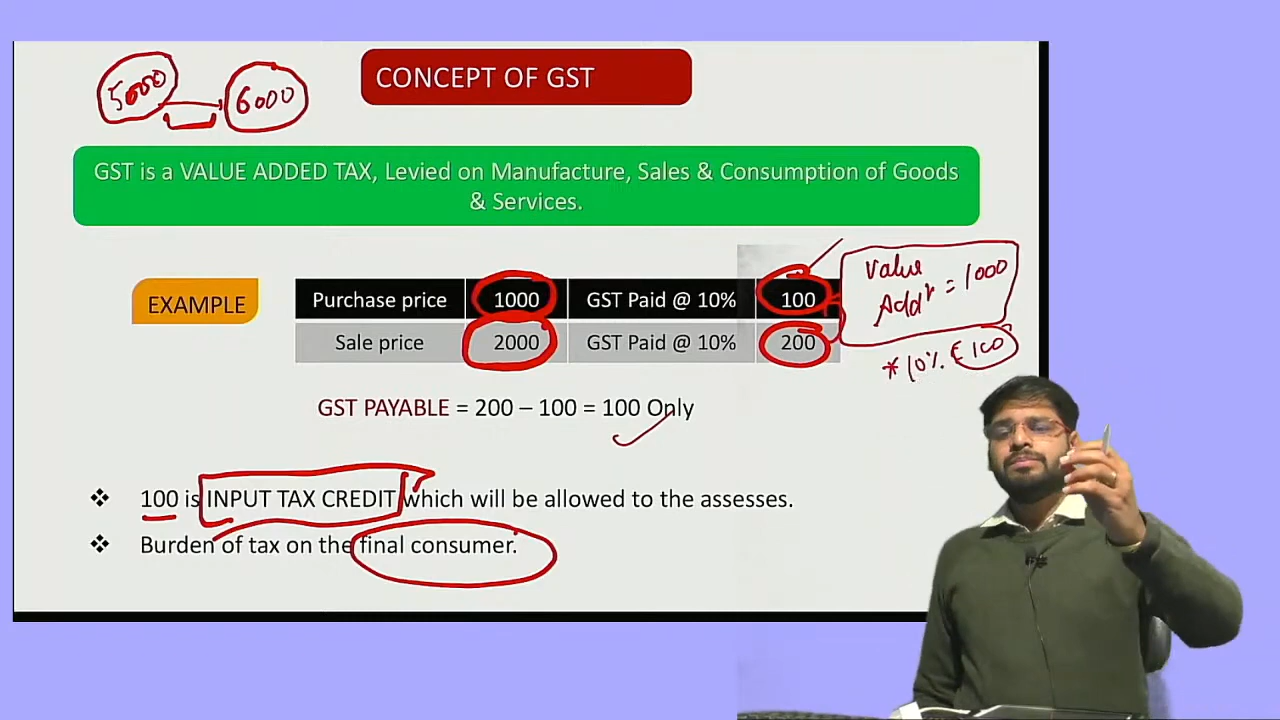 5000 6000
CONCEPT OF GST
GST is a VALUE ADDED TAX, Levied on Manufacture, Sales & Consumption of Goods
& Services.
EXAMPLE
Purchase price 1000 GST Paid @ 10% 100
Sale price 2000 GST Paid @ 10% 200
Value
Addⁿ = 1000
*10% 100
GST PAYABLE = 200 – 100 = 100 Only
❖ 100 is INPUT TAX CREDIT which will be allowed to the assesses.
❖ Burden of tax on the final consumer.